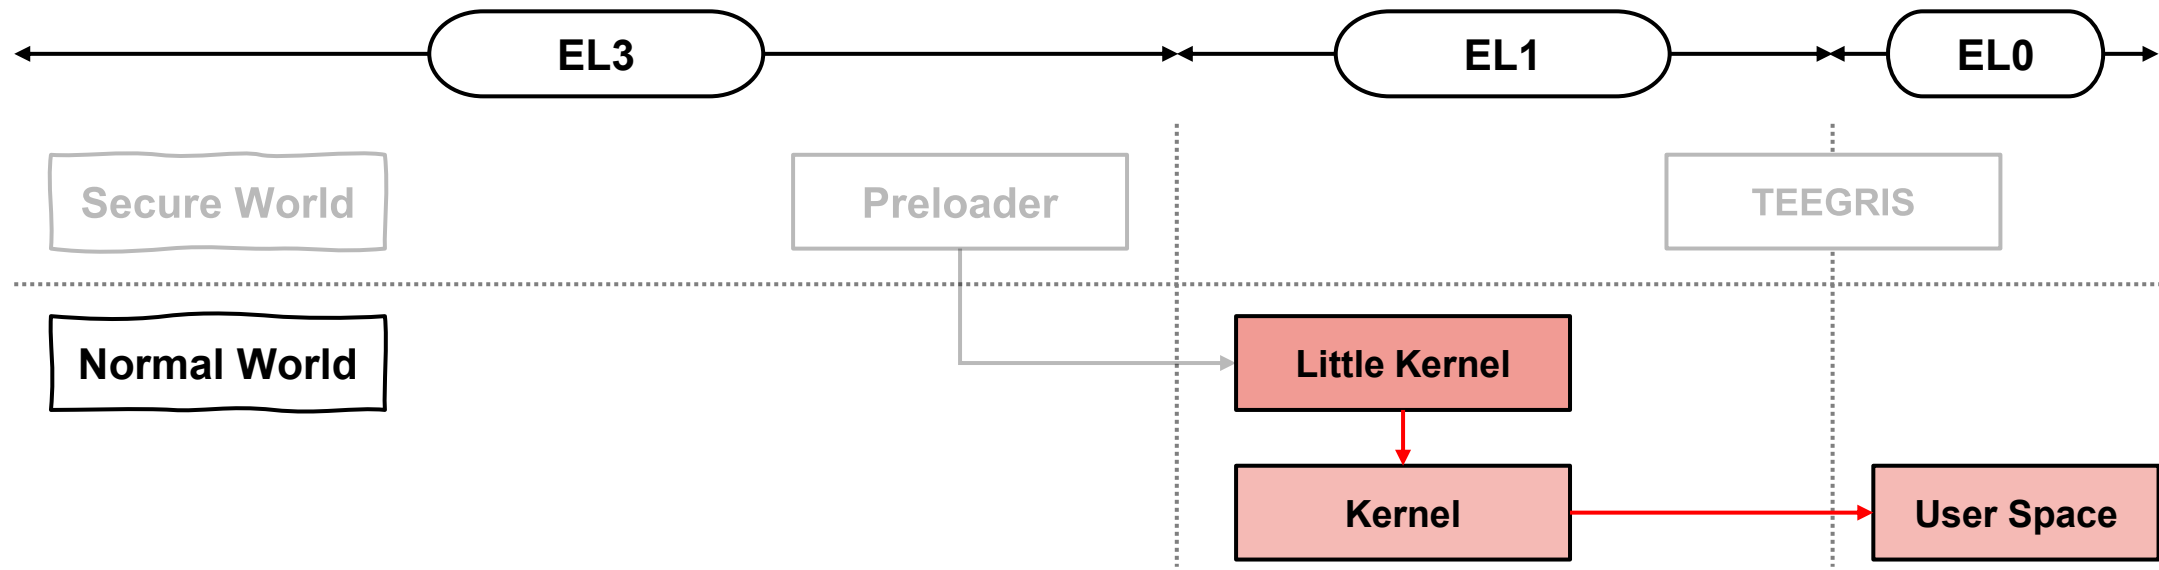 EL3
EL1
EL0
Secure World
Preloader
TEEGRIS
Normal World
Little Kernel
Kernel
User Space